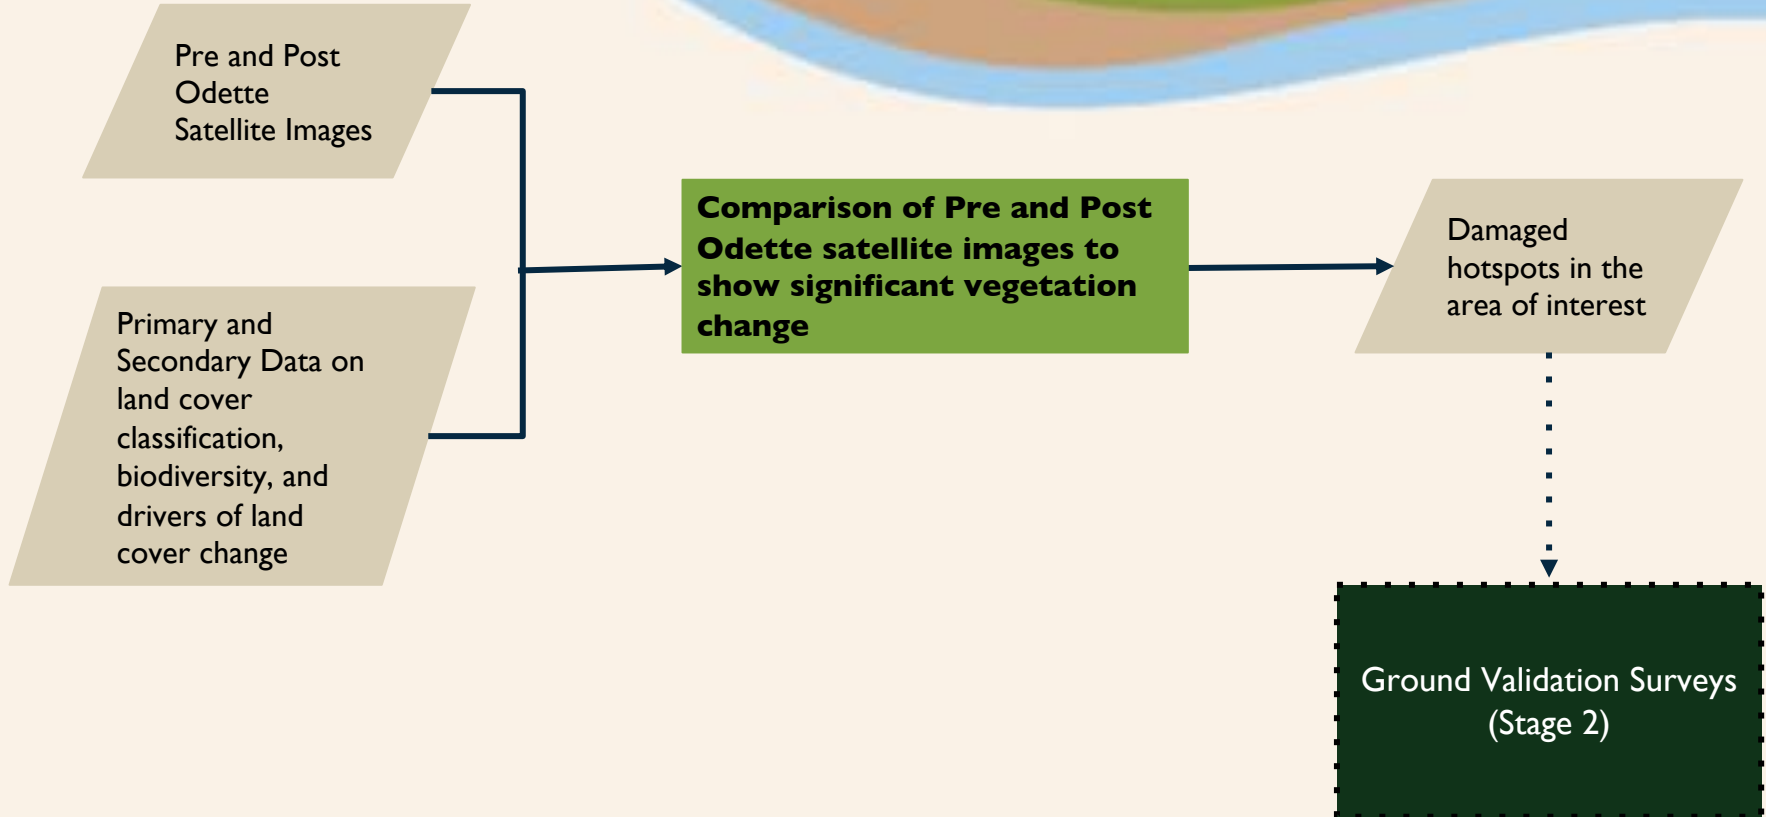 Pre and Post
Odette
Satellite Images
Primary and
Secondary Data on
land cover
classification,
biodiversity, and
drivers of land
cover change
Comparison of Pre and Post
Odette satellite images to
show significant vegetation
change
Damaged
hotspots in the
area of interest
Ground Validation Surveys
(Stage 2)